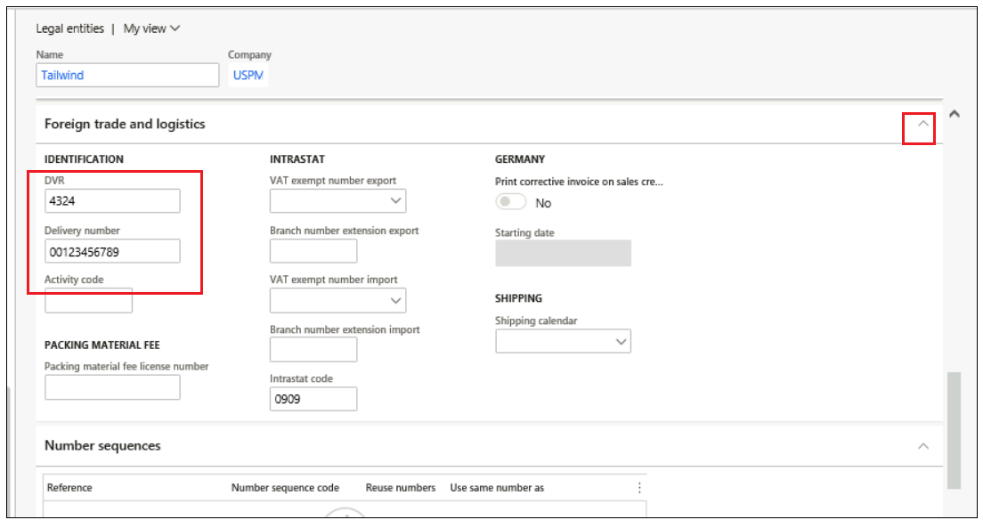 Legal entities | My view
Name
Company
Tailwind
USPM
Foreign trade and logistics
IDENTIFICATION
DVR
4324
Delivery number
00123456789
Activity code
PACKING MATERIAL FEE
Packing material fee license number
INTRASTAT
VAT exempt number export
Branch number extension export
VAT exempt number import
Branch number extension import
Intrastat code
0909
GERMANY
Print corrective invoice on sales cre...
No
Starting date
SHIPPING
Shipping calendar
Number sequences
Reference Number sequence code Reuse numbers Use same number as